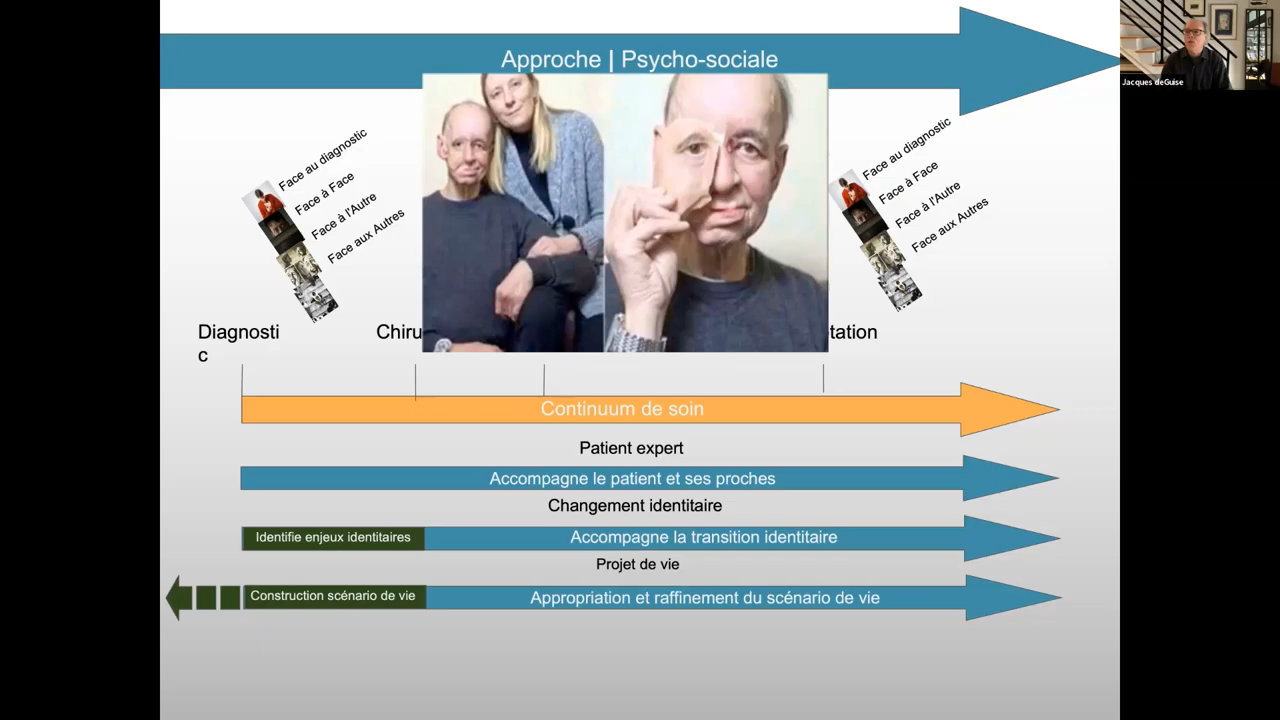 Approche | Psycho-sociale
Jacques deGuise
Face au diagnostic
Face à Face
Face à l'Autre
Face aux Autres
Face au diagnostic
Face à Face
Face à l'Autre
Face aux Autres
Diagnosti
c
Chiru
tation
Continuum de soin
Patient expert
Accompagne le patient et ses proches
Changement identitaire
Identifie enjeux identitaires
Accompagne la transition identitaire
Projet de vie
Construction scénario de vie
Appropriation et raffinement du scénario de vie